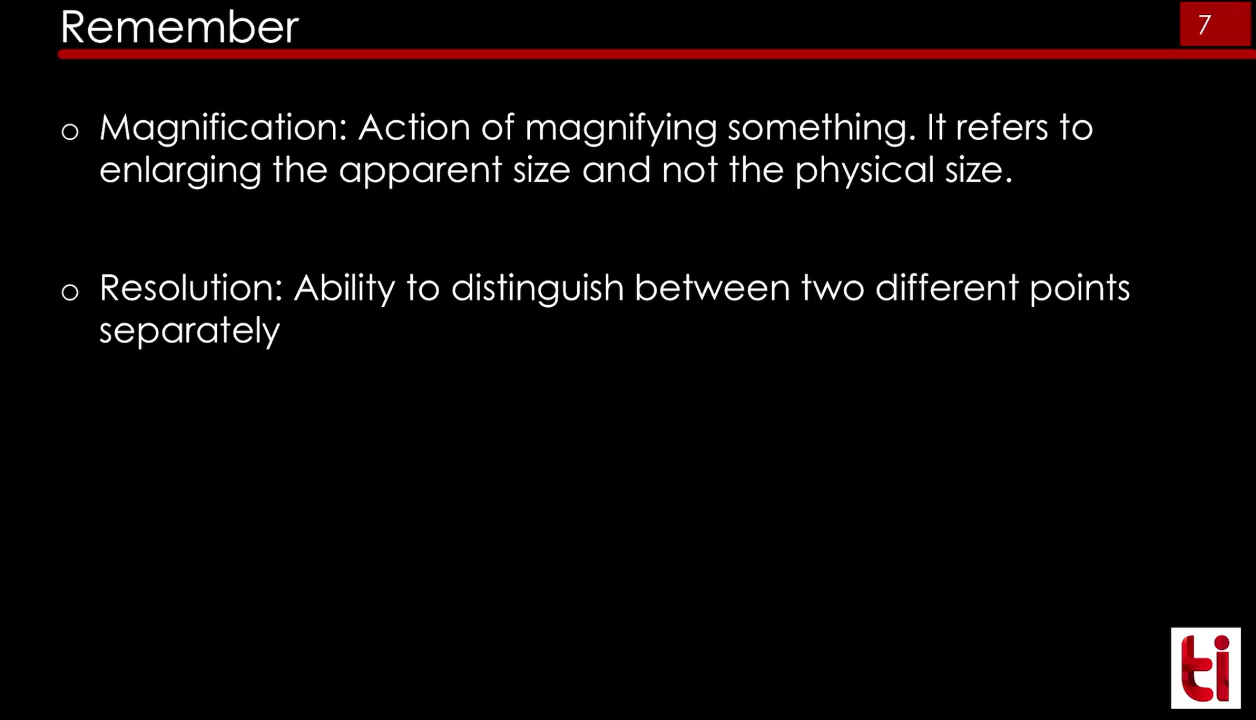 Remember
7
o Magnification: Action of magnifying something. It refers to
enlarging the apparent size and not the physical size.
o Resolution: Ability to distinguish between two different points
separately
ti